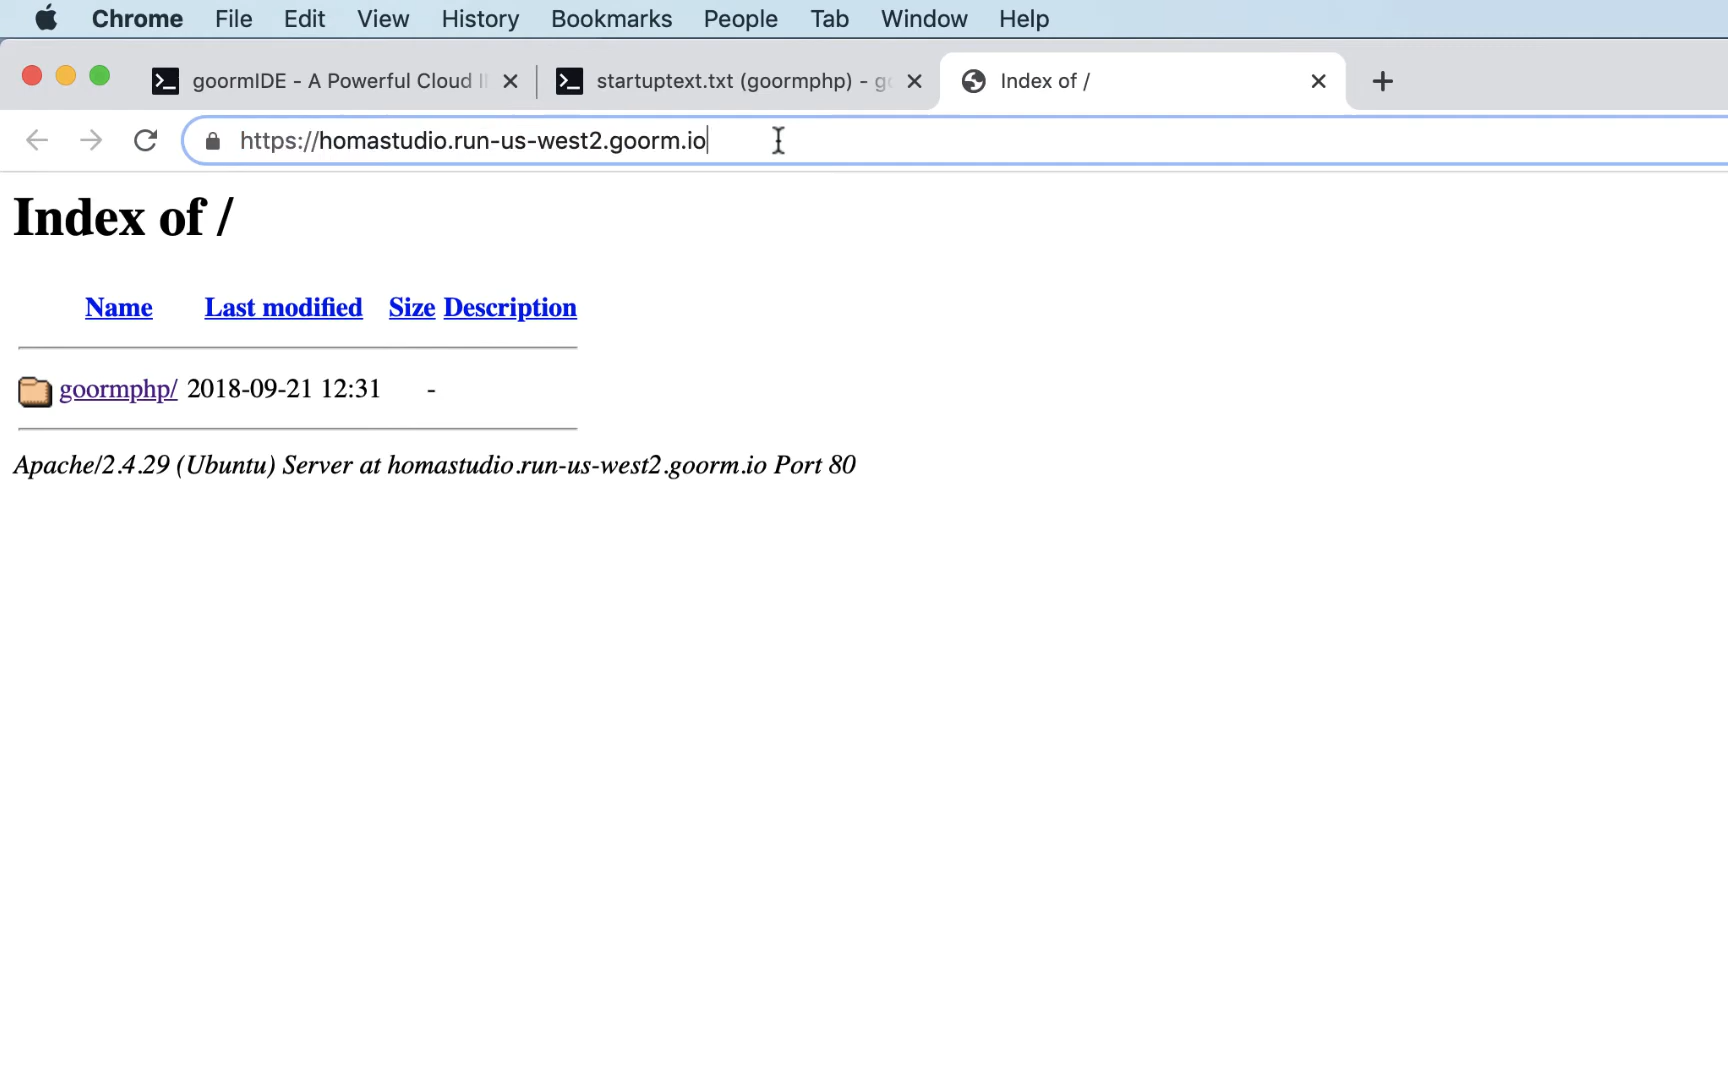 Chrome File Edit View History Bookmarks People Tab Window Help
goormIDE - A Powerful Cloud startuptext.txt (goormphp) - Index of /
https://homastudio.run-us-west2.goorm.io
Index of /
Name Last modified Size Description
goormphp/ 2018-09-21 12:31 -
Apache/2.4.29 (Ubuntu) Server at homastudio.run-us-west2.goorm.io Port 80